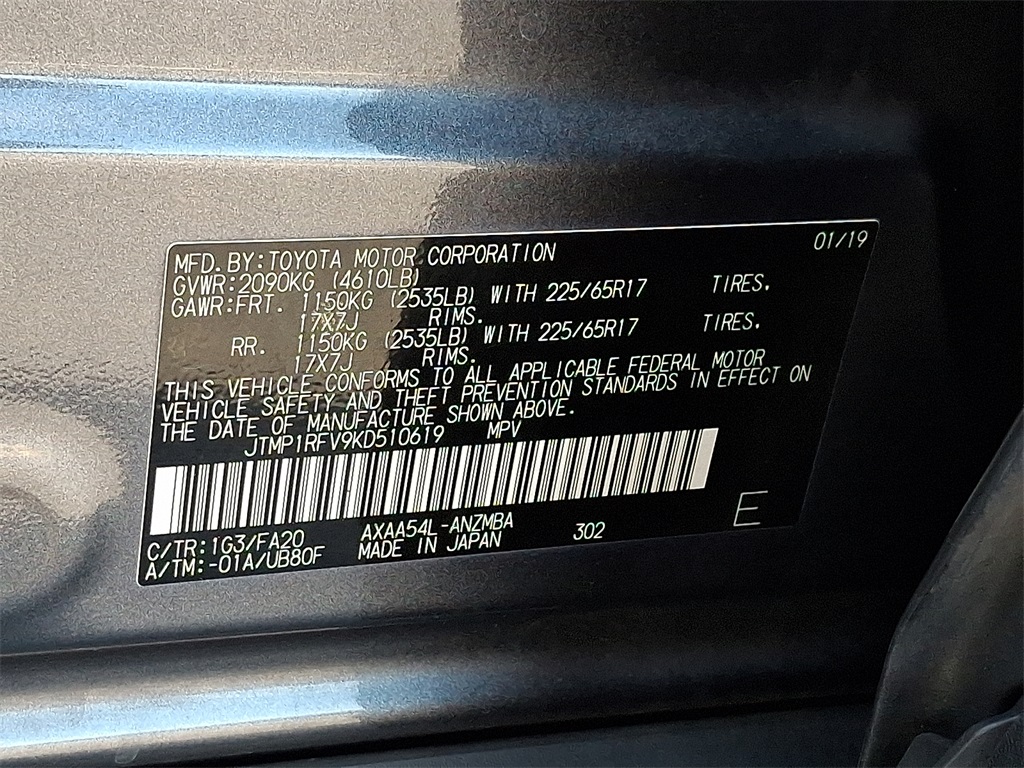 01/19
MFD. BY: TOYOTA MOTOR CORPORATION
GVWR: 2090KG (4610LB)
GAWR: FRT. 1150KG (2535LB) WITH 225/65R17 TIRES.
17X7J RIMS.
RR. 1150KG (2535LB) WITH 225/65R17 TIRES.
17X7J RIMS.
THIS VEHICLE CONFORMS TO ALL APPLICABLE FEDERAL MOTOR
VEHICLE SAFETY AND THEFT PREVENTION STANDARDS IN EFFECT ON
THE DATE OF MANUFACTURE SHOWN ABOVE.
JTMP1RFV9KD510619 MPV
E
C/TR: 1G3/FA20 AXAA54L-ANZMBA 302
A/TM: -01A/UB80F MADE IN JAPAN